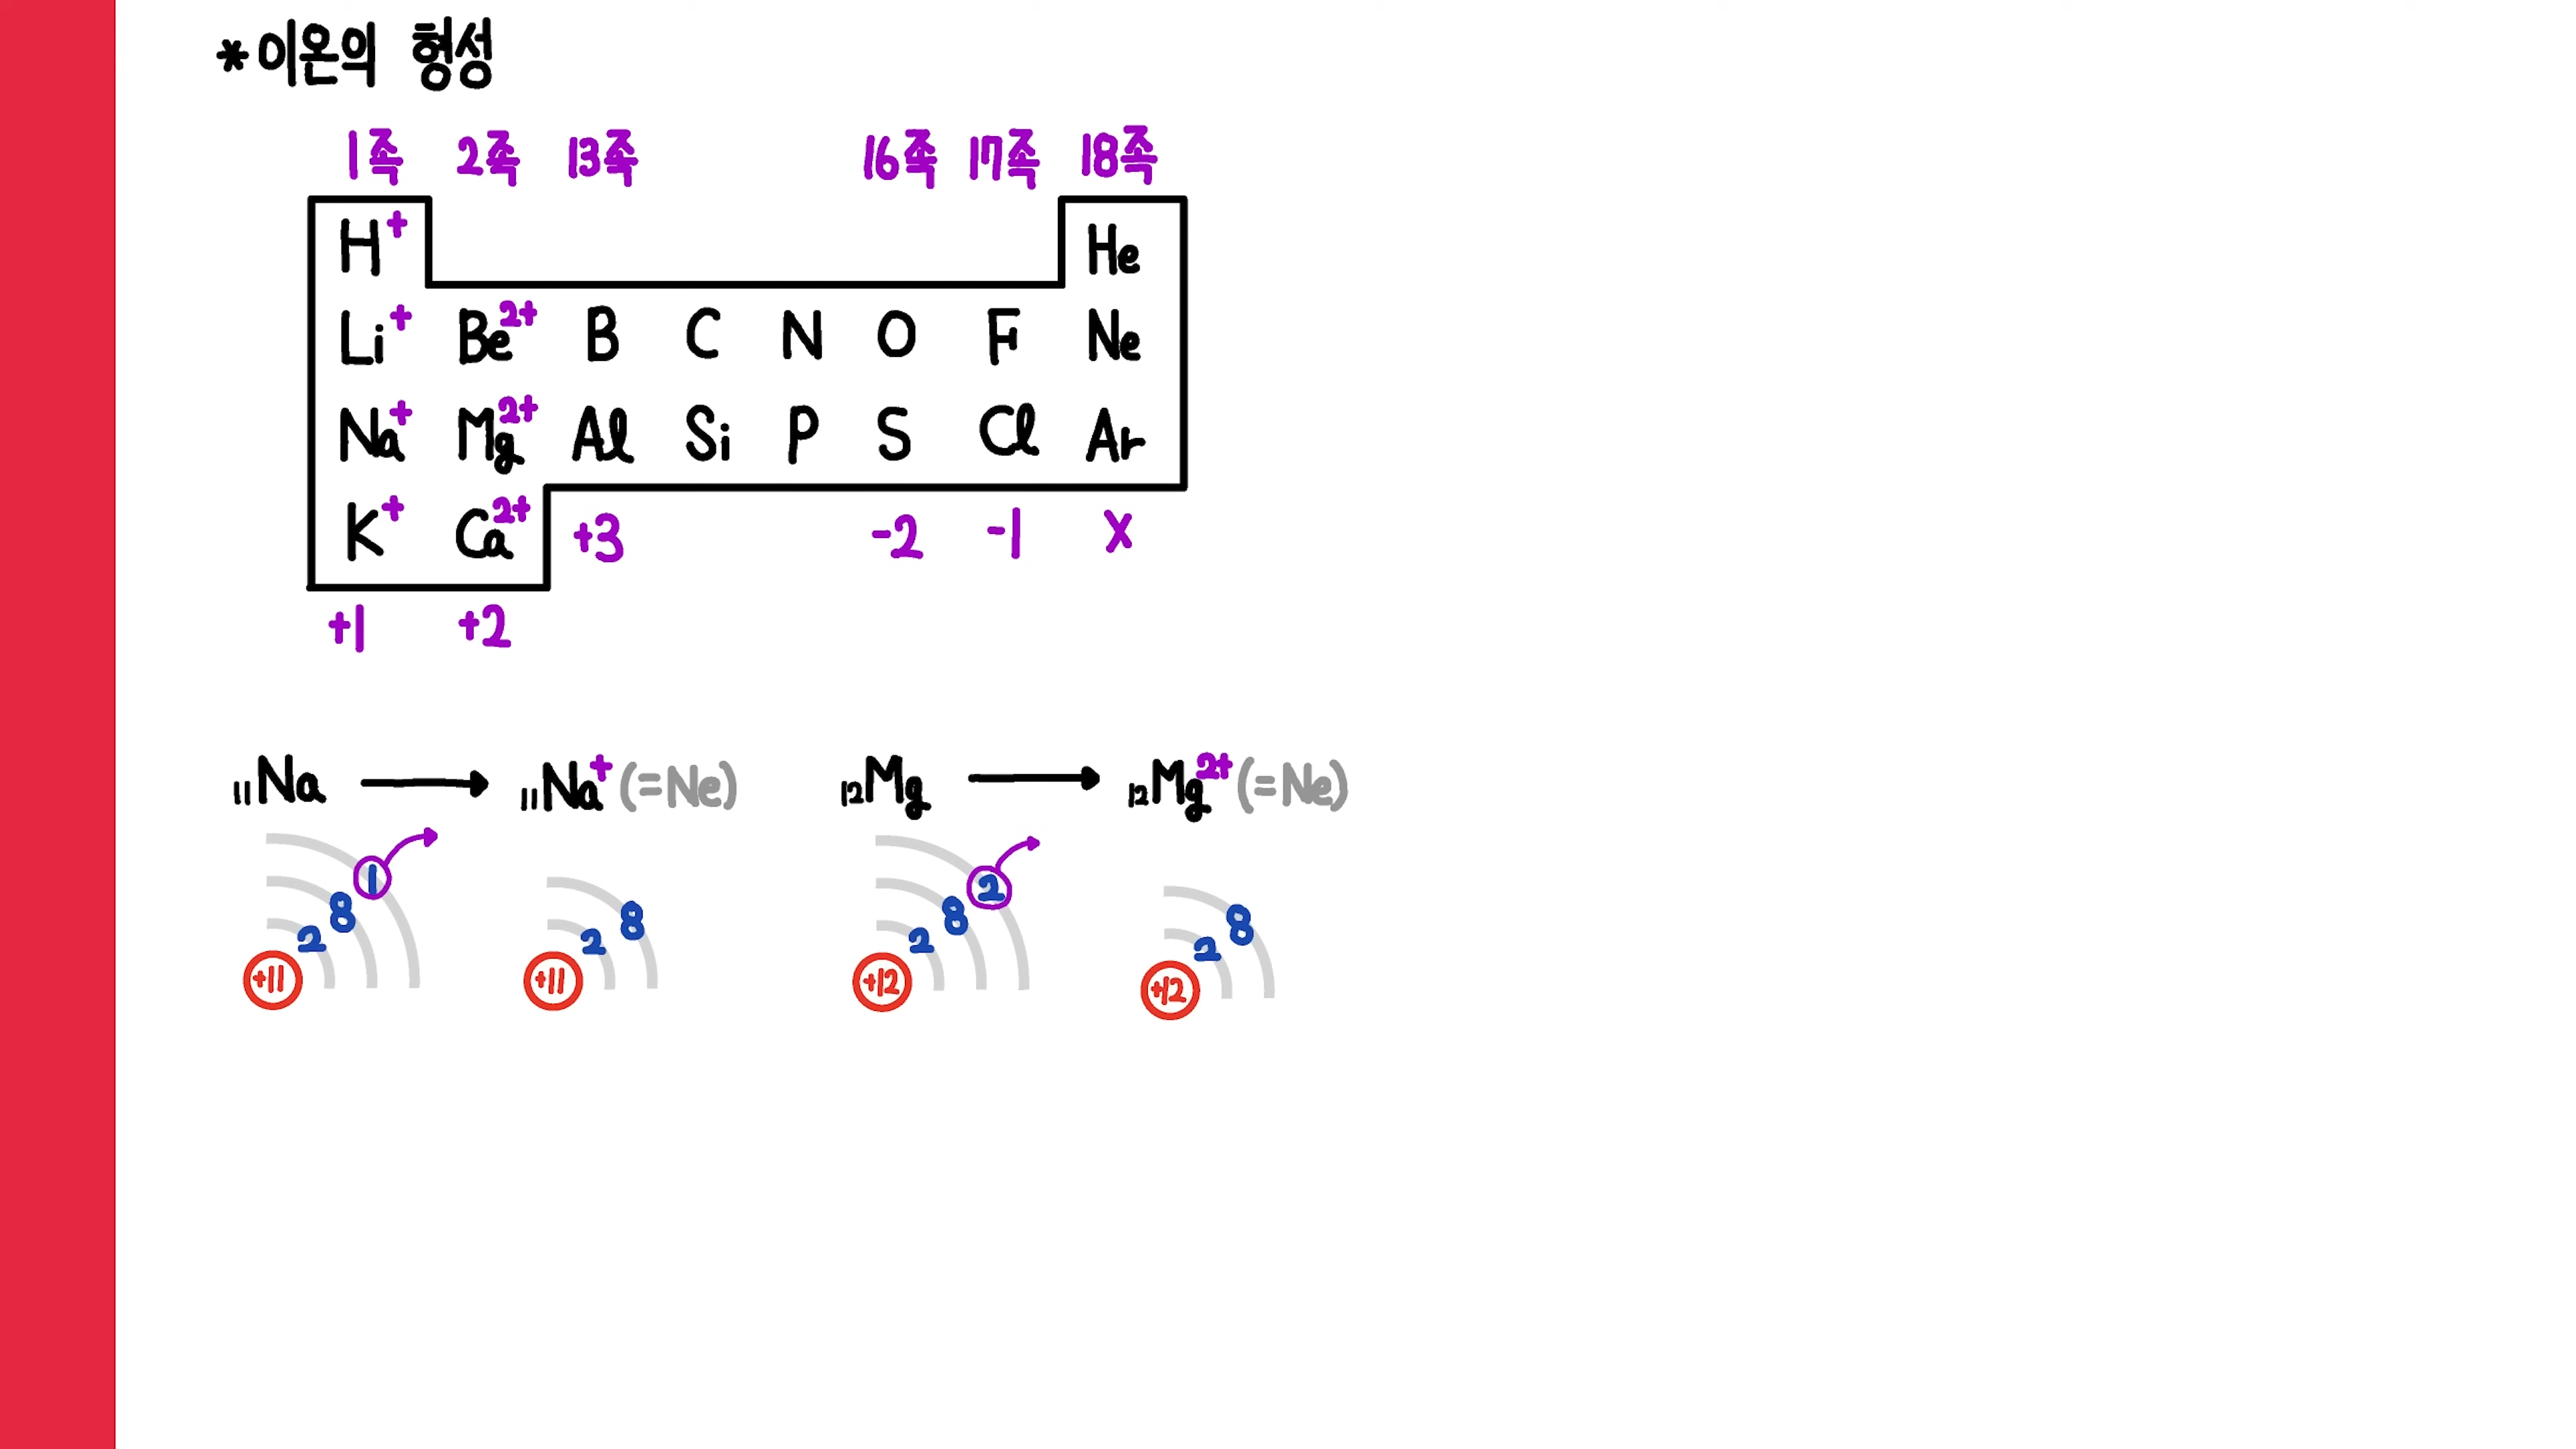 *이온의 형성
1족 2족 13족 16족 17족 18족
H+ He
Li+ Be2+ B C N O F Ne
Na+ Mg2+ Al Si P S Cl Ar
K+ Ca2+ +3 -2 -1 X
+1 +2
11Na → 11Na+ (=Ne) 12Mg → 12Mg2+ (=Ne)
+11 2 8 1 +11 2 8 +12 2 8 2 +12 2 8